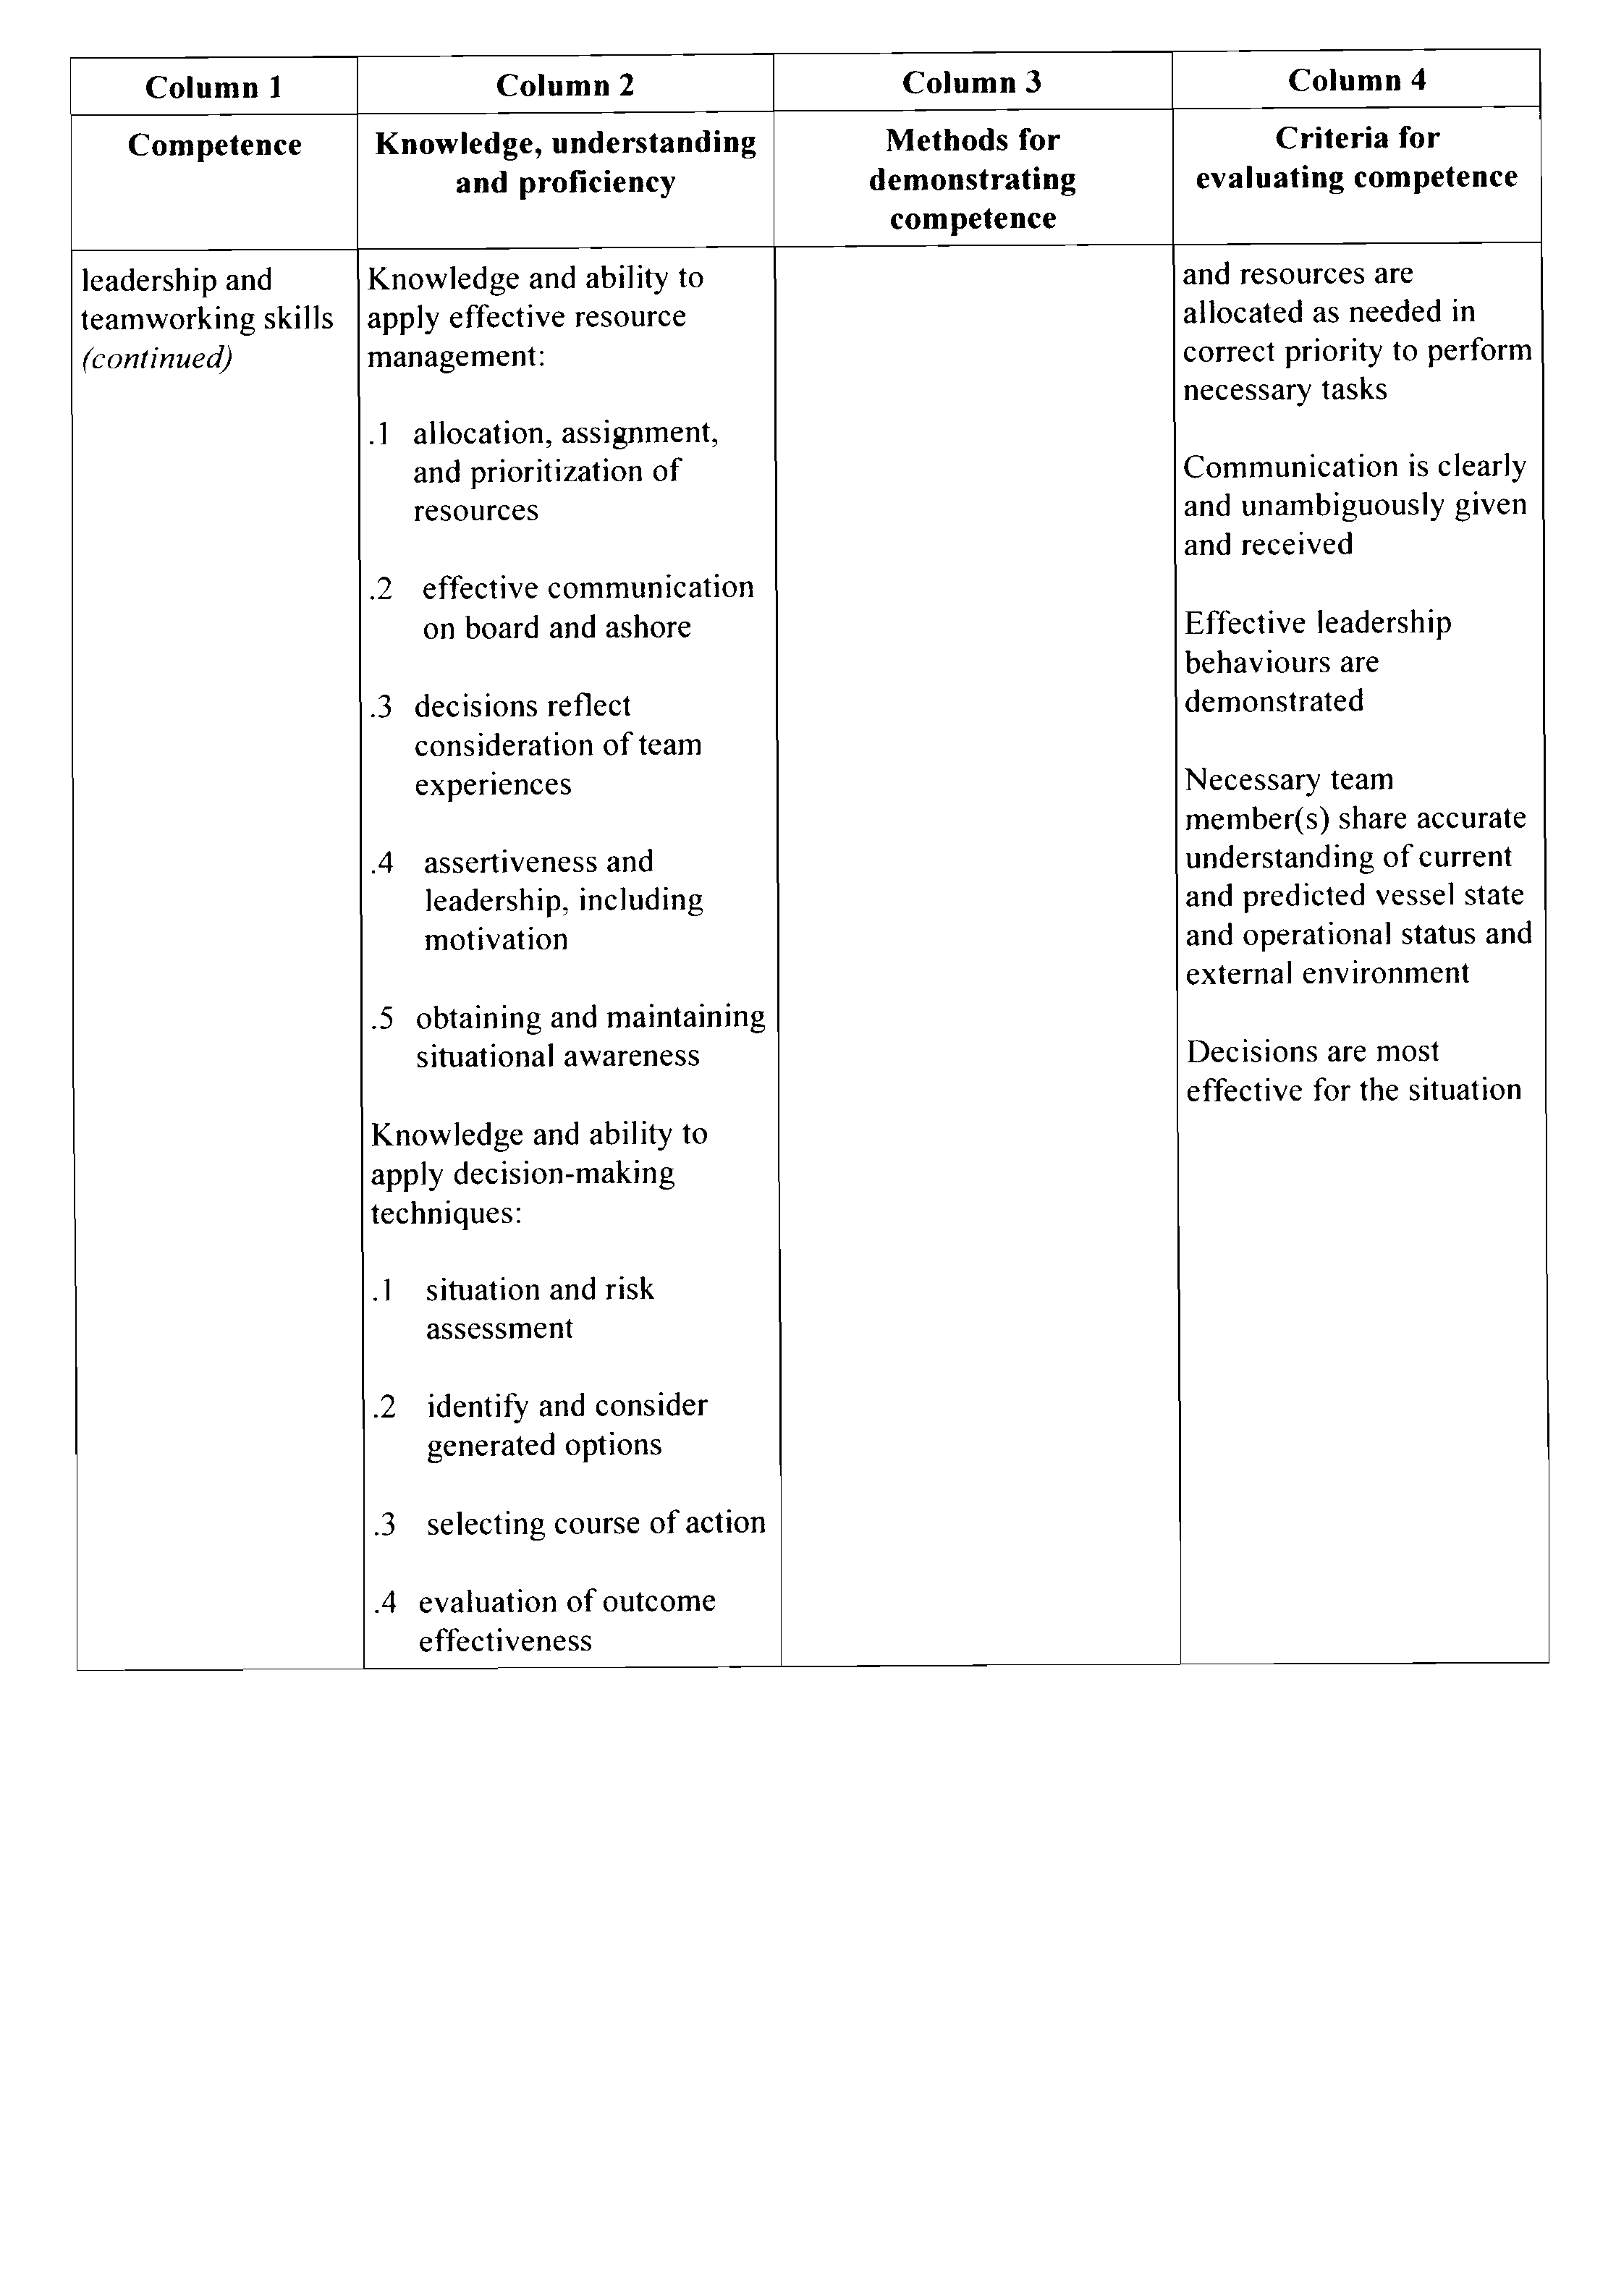 Column 1
Column 2
Column 3
Column 4
Competence
Knowledge, understanding
and proficiency
Methods for
demonstrating
competence
Criteria for
evaluating competence
leadership and
teamworking skills
(continued)
Knowledge and ability to
apply effective resource
management:
.1 allocation, assignment,
and prioritization of
resources
.2 effective communication
on board and ashore
.3 decisions reflect
consideration of team
experiences
.4 assertiveness and
leadership, including
motivation
.5 obtaining and maintaining
situational awareness
Knowledge and ability to
apply decision-making
techniques:
.1 situation and risk
assessment
.2 identify and consider
generated options
.3 selecting course of action
.4 evaluation of outcome
effectiveness
and resources are
allocated as needed in
correct priority to perform
necessary tasks
Communication is clearly
and unambiguously given
and received
Effective leadership
behaviours are
demonstrated
Necessary team
member(s) share accurate
understanding of current
and predicted vessel state
and operational status and
external environment
Decisions are most
effective for the situation